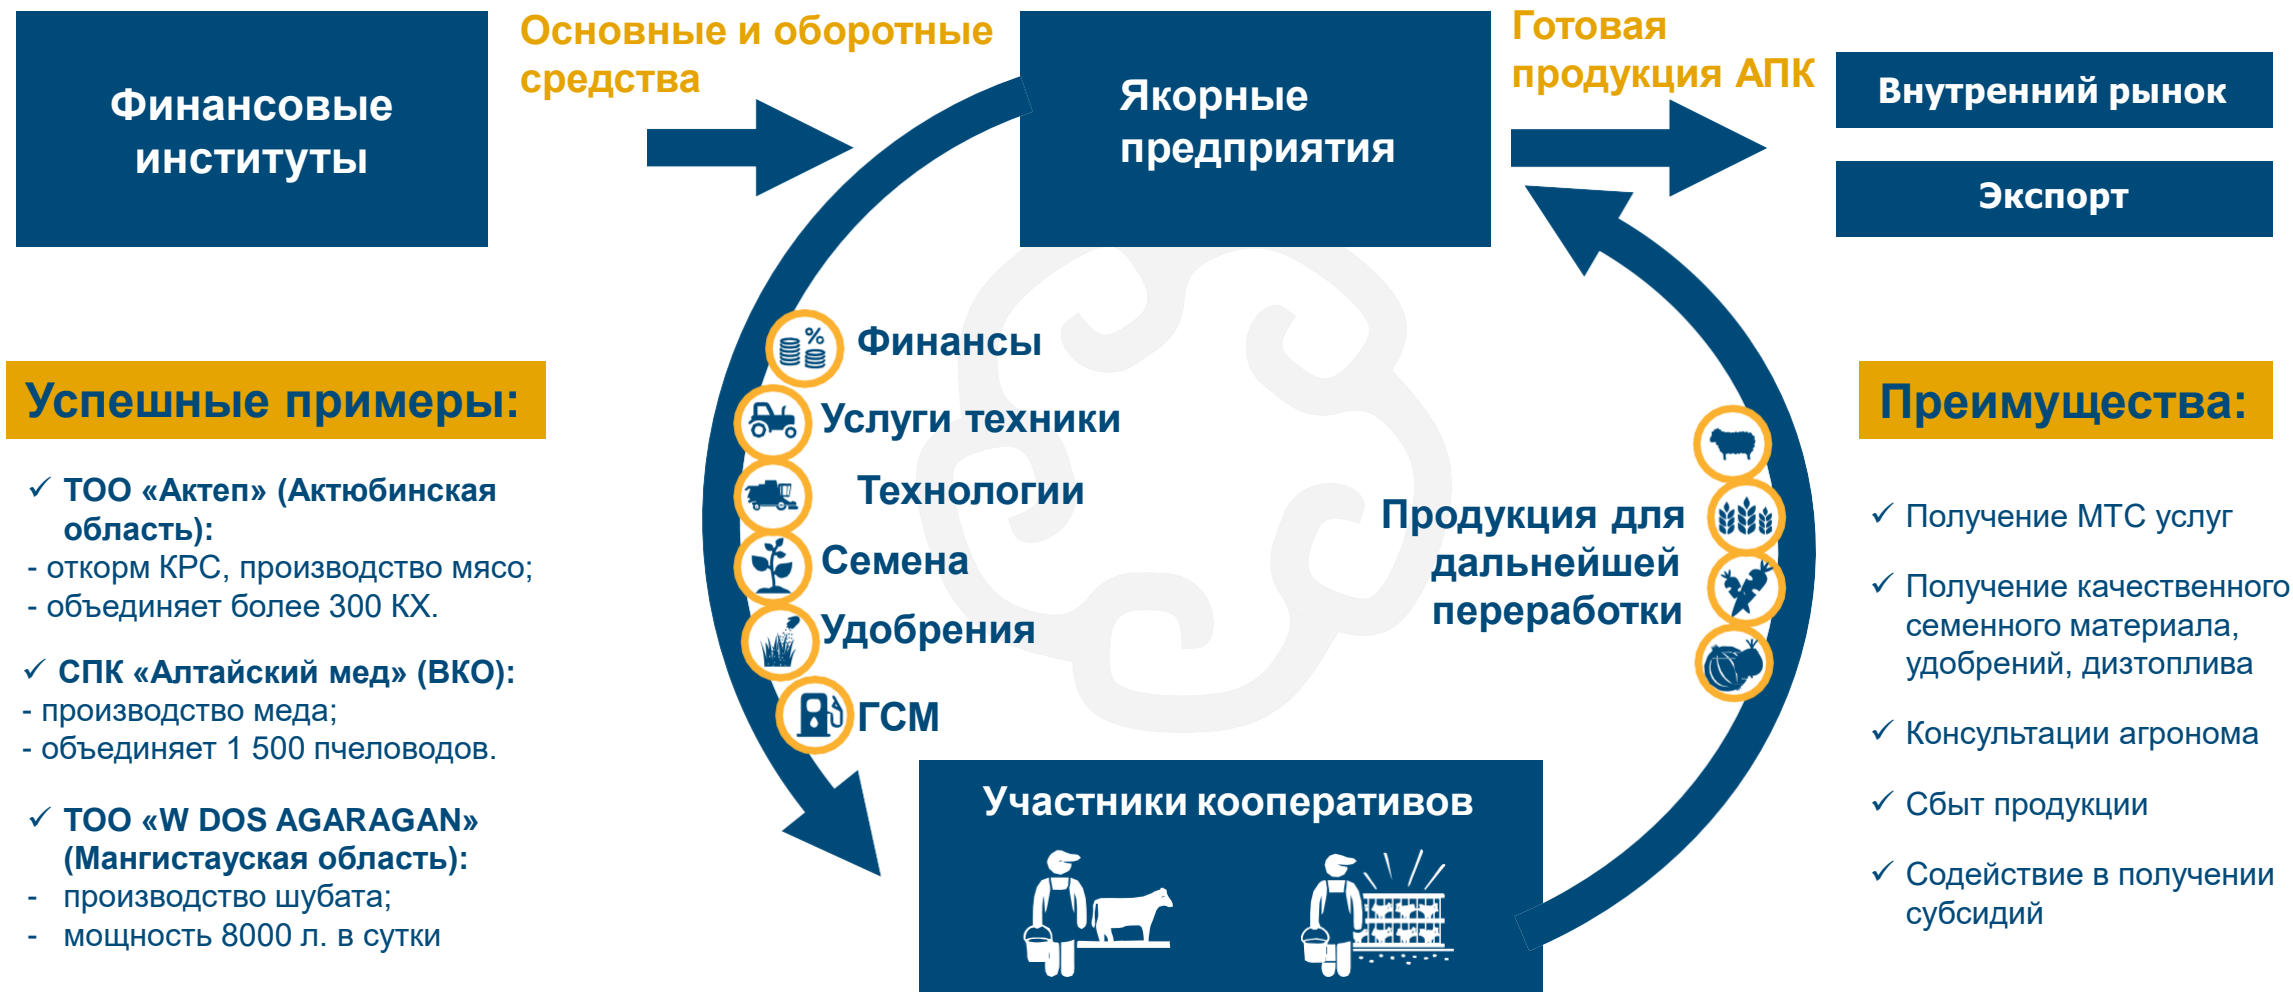 Финансовые
институты
Основные и оборотные
средства
Якорные
предприятия
Готовая
продукция АПК
Внутренний рынок
Экспорт
Успешные примеры:
✓ ТОО «Актеп» (Актюбинская
область):
- откорм КРС, производство мясо;
- объединяет более 300 КХ.
✓ СПК «Алтайский мед» (ВКО):
- производство меда;
- объединяет 1 500 пчеловодов.
✓ ТОО «W DOS AGARAGAN»
(Мангистауская область):
- производство шубата;
- мощность 8000 л. в сутки
%
Финансы
Услуги техники
Технологии
Семена
Удобрения
ГСМ
Продукция для
дальнейшей
переработки
Участники кооперативов
Преимущества:
✓ Получение МТС услуг
✓ Получение качественного
семенного материала,
удобрений, дизтоплива
✓ Консультации агронома
✓ Сбыт продукции
✓ Содействие в получении
субсидий